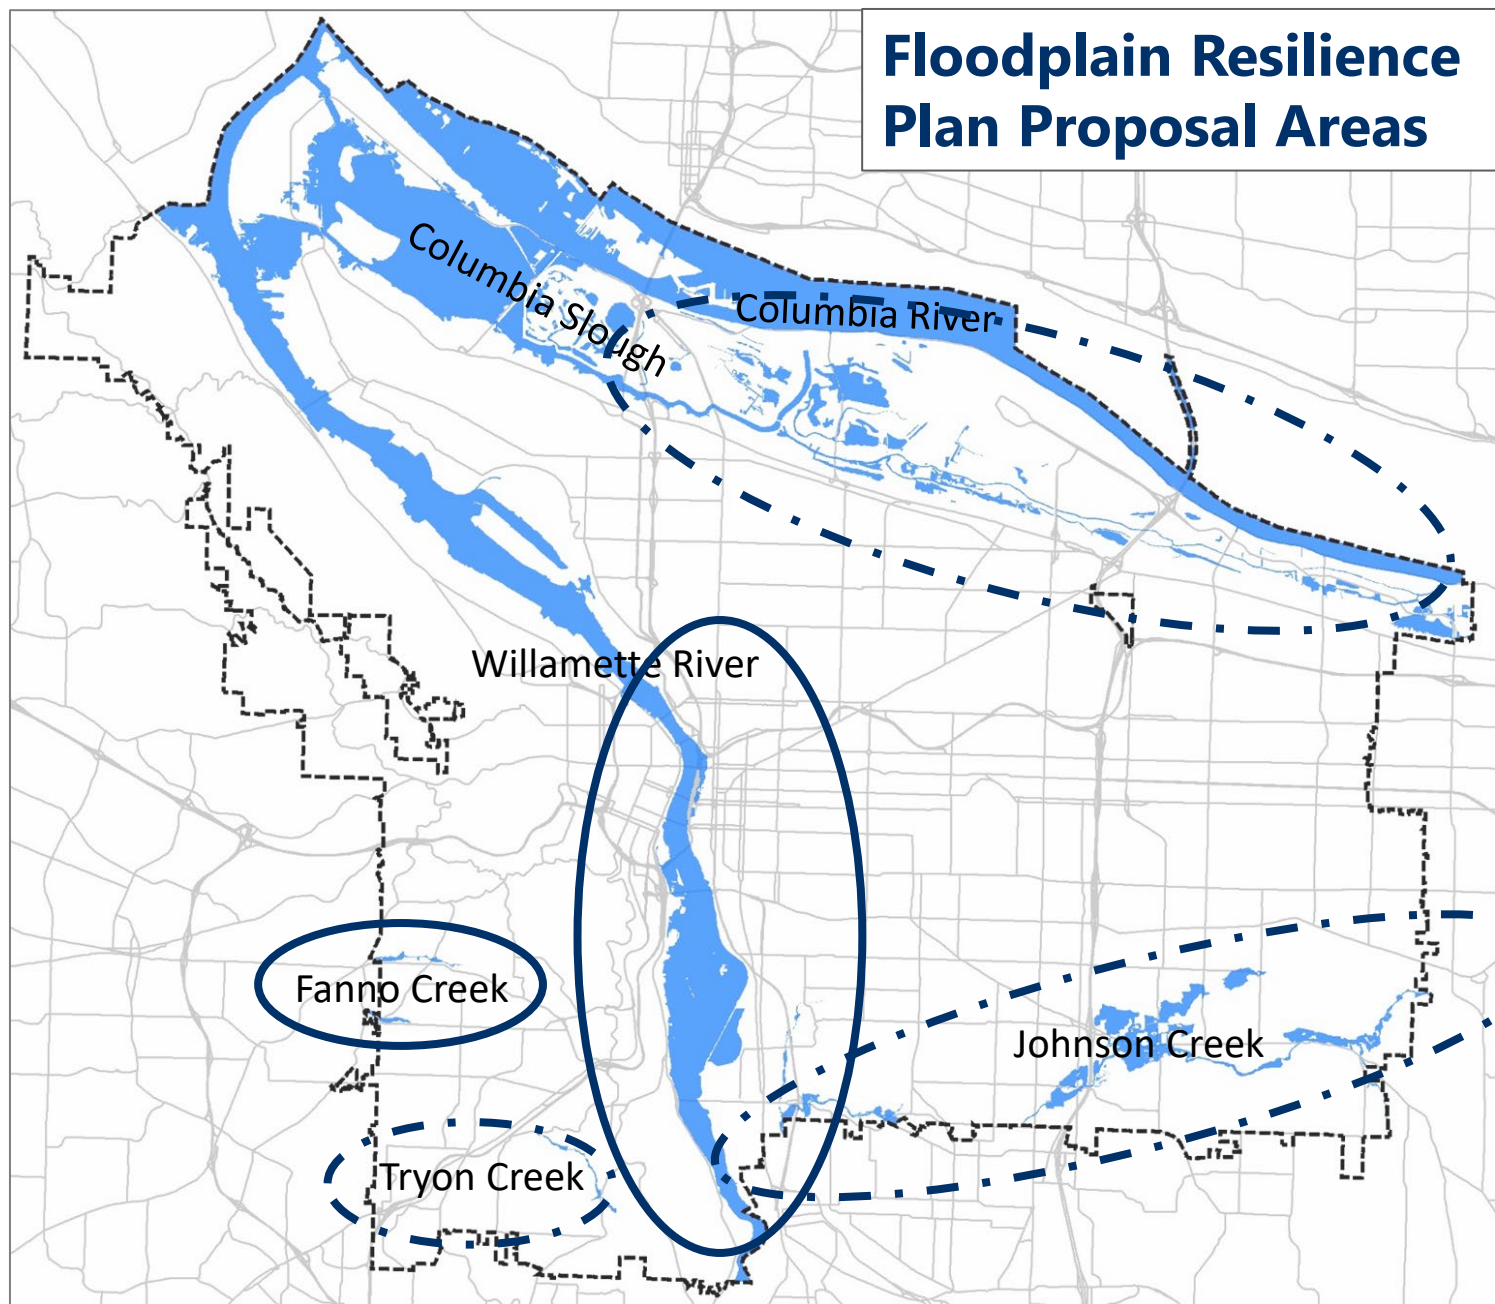 Floodplain Resilience
Plan Proposal Areas
Columbia Slough
Columbia River
Willamette River
Fanno Creek
Johnson Creek
Tryon Creek